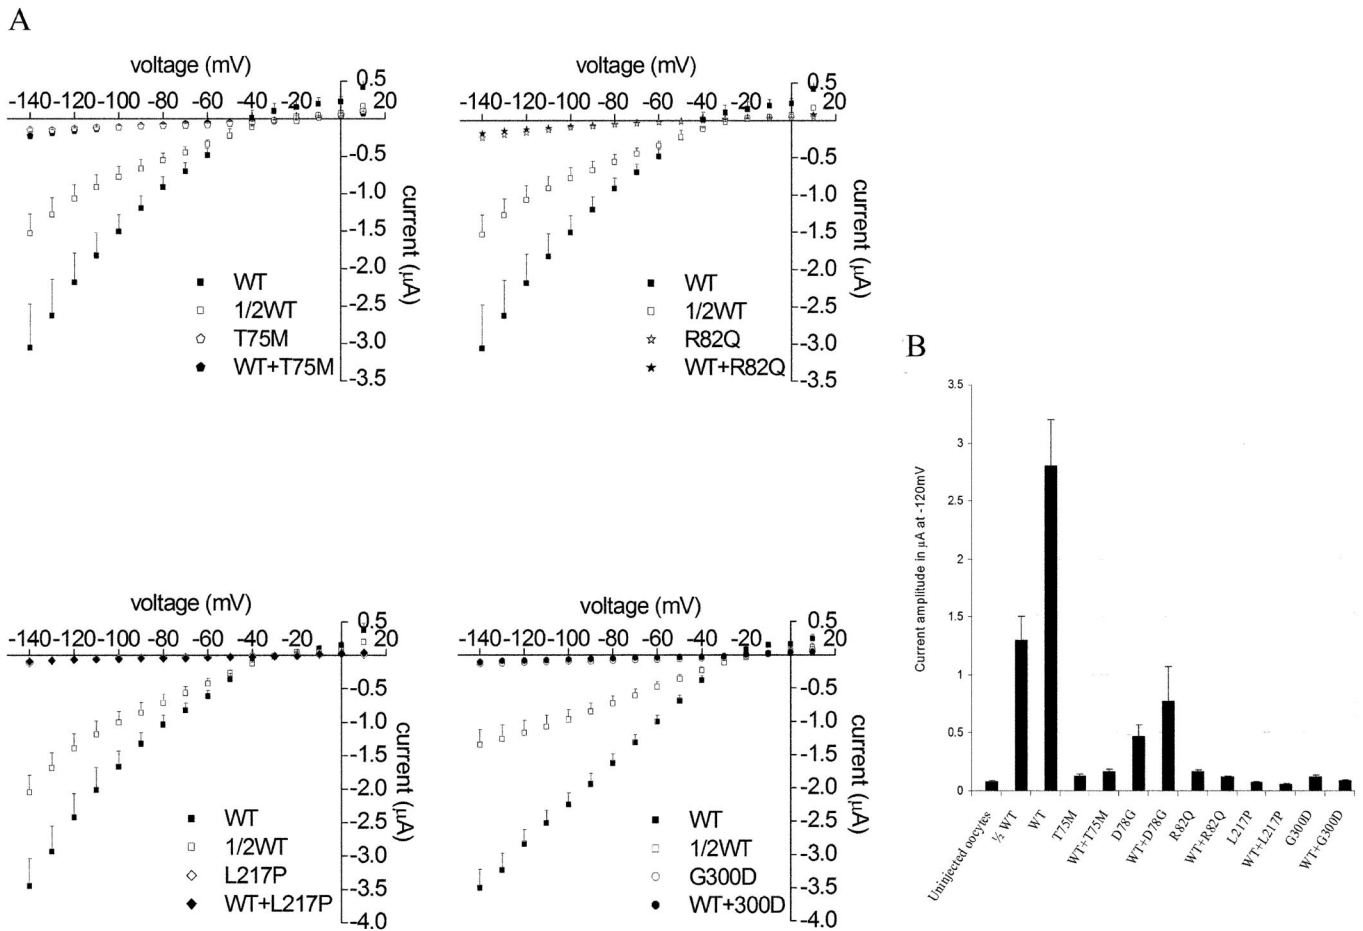 A
voltage (mV)
-140 -120 -100 -80 -60 -40 -20 20
0.5
-0.5
-1.0
-1.5
-2.0
-2.5
-3.0
-3.5
current (μA)
WT
1/2WT
T75M
WT+T75M
voltage (mV)
-140 -120 -100 -80 -60 -40 -20 20
0.5
-0.5
-1.0
-1.5
-2.0
-2.5
-3.0
-3.5
current (μA)
WT
1/2WT
R82Q
WT+R82Q
voltage (mV)
-140 -120 -100 -80 -60 -40 -20 20
0.5
-0.5
-1.0
-1.5
-2.0
-2.5
-3.0
-3.5
-4.0
current (μA)
WT
1/2WT
L217P
WT+L217P
voltage (mV)
-140 -120 -100 -80 -60 -40 -20 20
0.5
-0.5
-1.0
-1.5
-2.0
-2.5
-3.0
-3.5
-4.0
current (μA)
WT
1/2WT
G300D
WT+300D
B
Current amplitude in μA at -120mV
3.5
3
2.5
2
1.5
1
0.5
0
Uninjected oocytes
½ WT
WT
T75M
WT+T75M
D78G
WT+D78G
R82Q
WT+R82Q
L217P
WT+L217P
G300D
WT+G300D